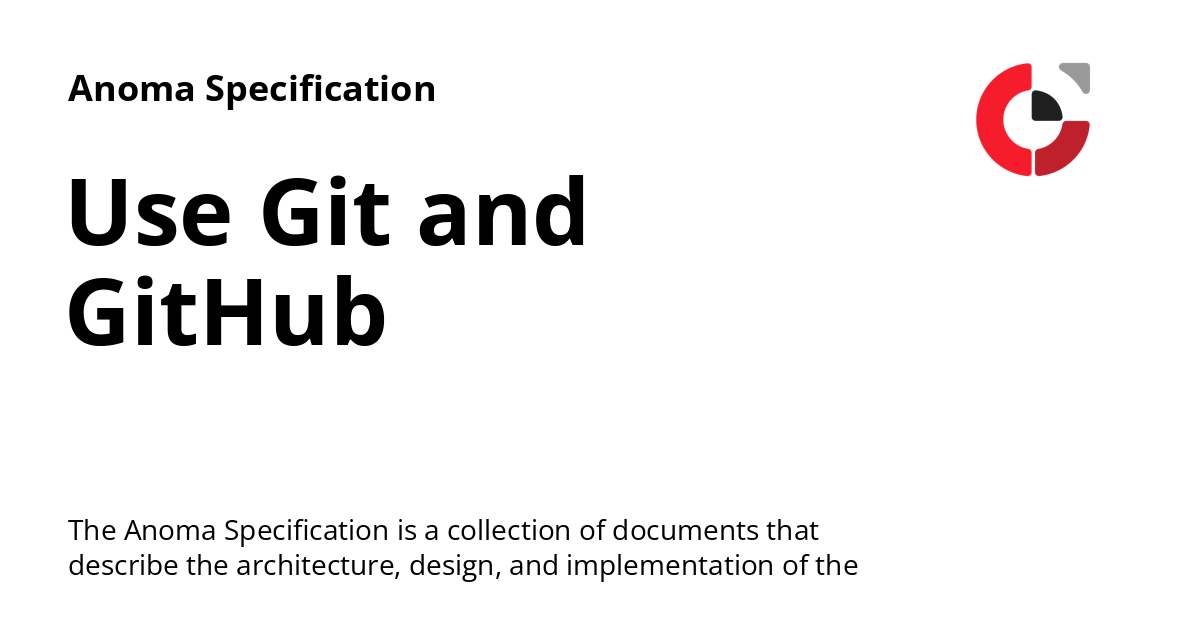 Anoma Specification
Use Git and
GitHub
The Anoma Specification is a collection of documents that
describe the architecture, design, and implementation of the